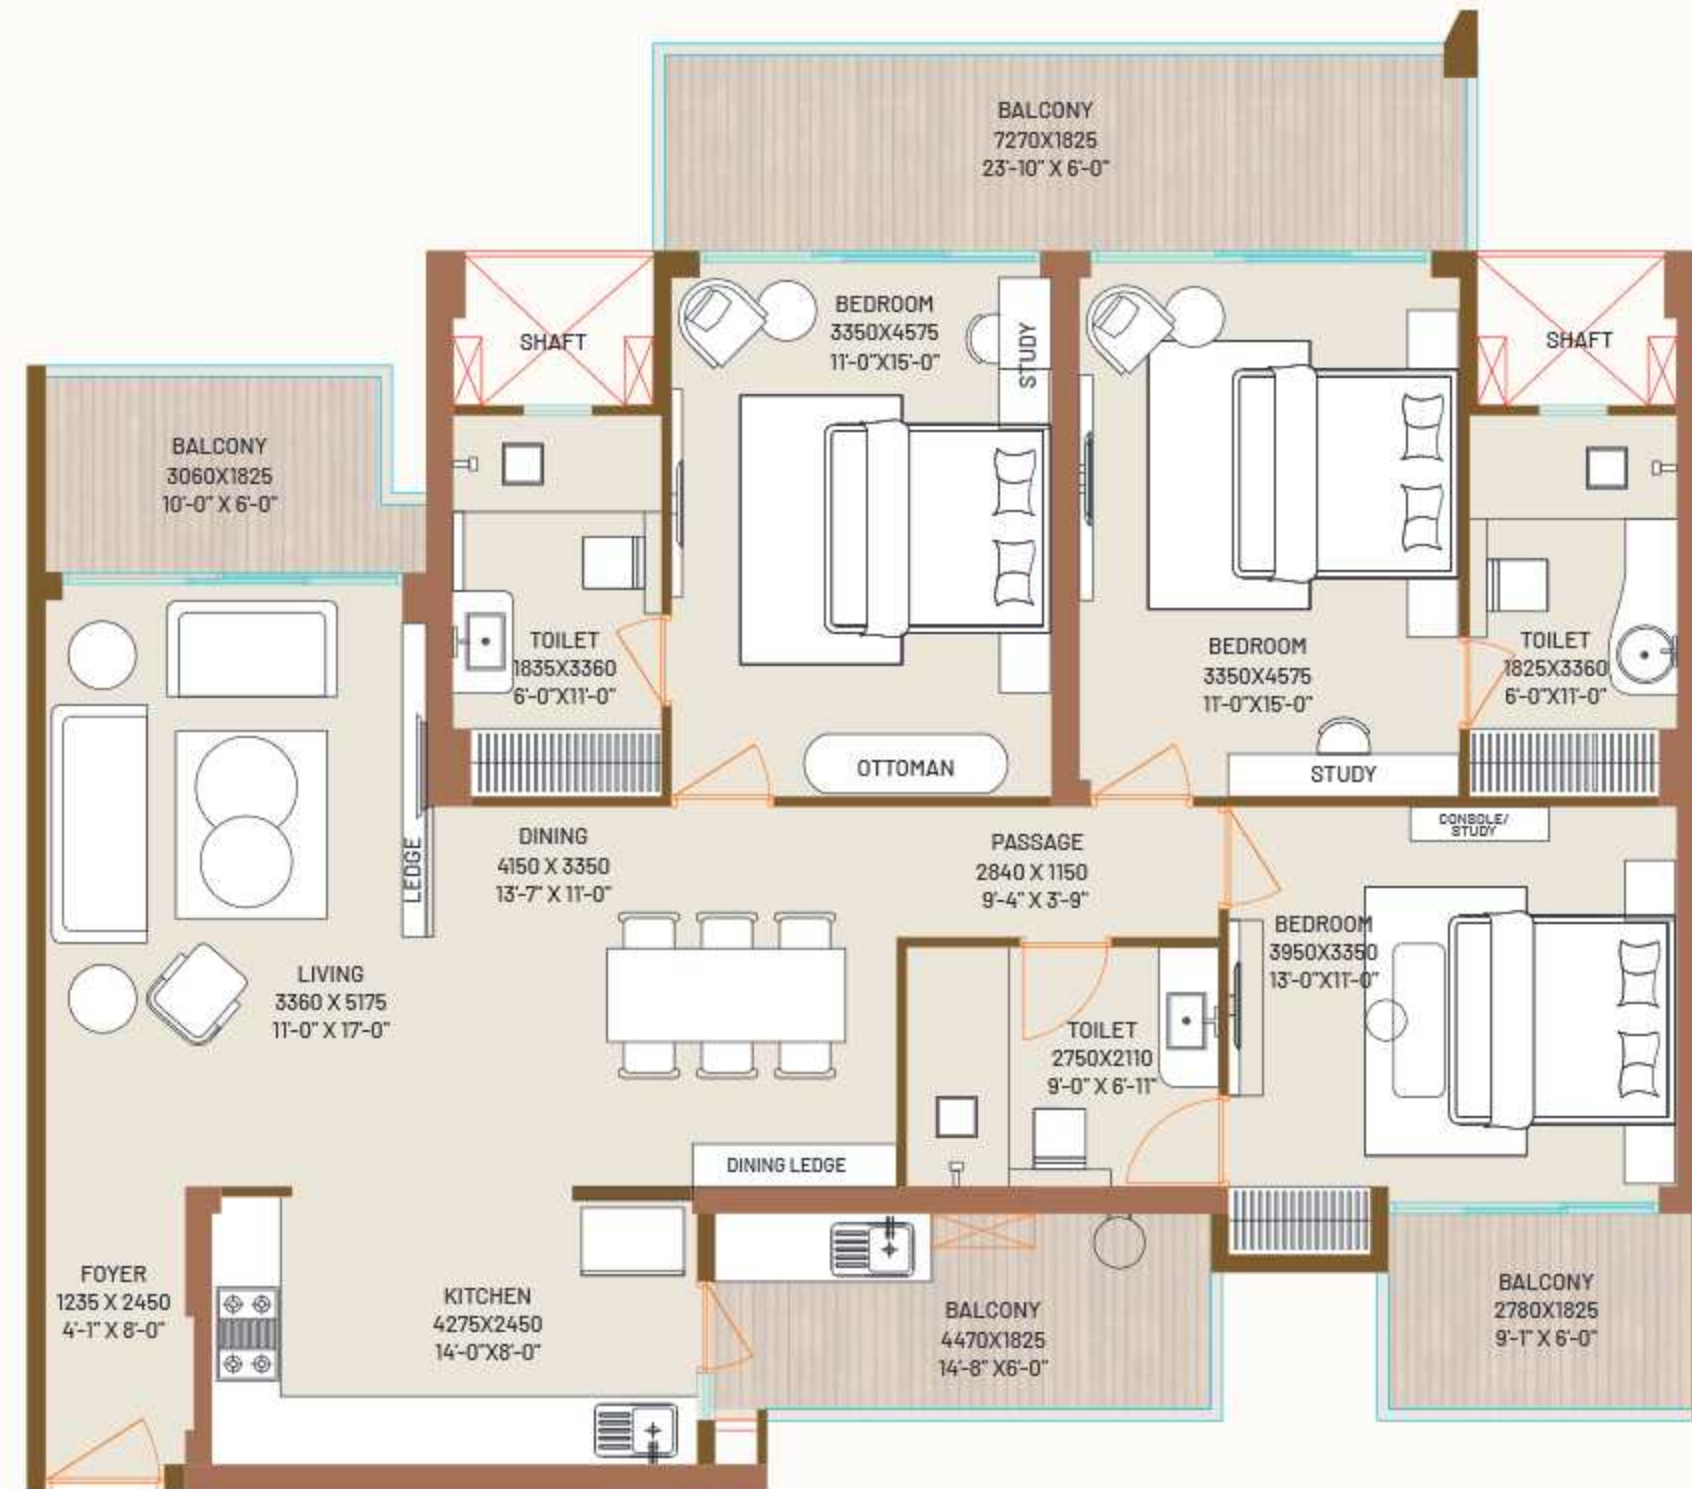 BALCONY
7270X1825
23'-10" X 6'-0"
SHAFT
BEDROOM
3350X4575
11'-0"X15'-0"
STUDY
SHAFT
BALCONY
3060X1825
10'-0" X 6'-0"
TOILET
1835X3360
6'-0"X11'-0"
BEDROOM
3350X4575
11'-0"X15'-0"
TOILET
1825X3360
6'-0"X11'-0"
OTTOMAN
STUDY
LEDGE
DINING
4150 X 3350
13'-7" X 11'-0"
PASSAGE
2840 X 1150
9'-4" X 3'-9"
CONSOLE/
STUDY
LIVING
3360 X 5175
11'-0" X 17'-0"
BEDROOM
3950X3350
13'-0"X11'-0"
TOILET
2750X2110
9'-0" X 6'-11"
DINING LEDGE
FOYER
1235 X 2450
4'-1" X 8'-0"
KITCHEN
4275X2450
14'-0"X8'-0"
BALCONY
4470X1825
14'-8" X6'-0"
BALCONY
2780X1825
9'-1" X 6'-0"